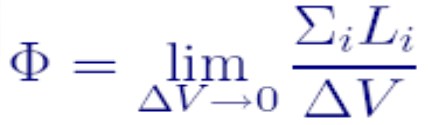 Φ = lim_{ΔV→0} Σ_i L_i / ΔV